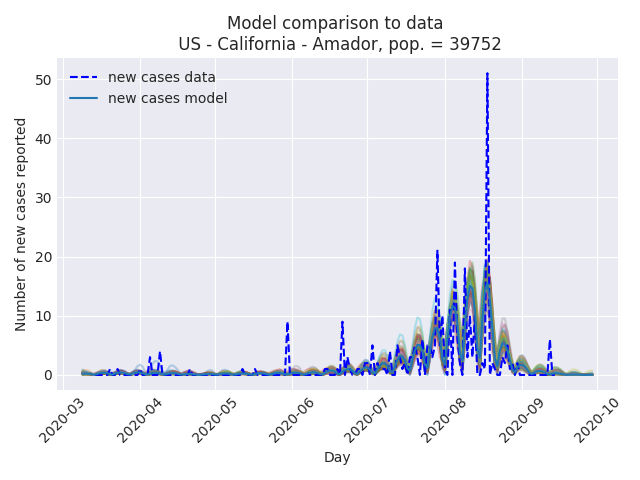 Model comparison to data
US - California - Amador, pop. = 39752
new cases data
new cases model
Number of new cases reported
50
40
30
20
10
0
2020-03
2020-04
2020-05
2020-06
2020-07
2020-08
2020-09
2020-10
Day